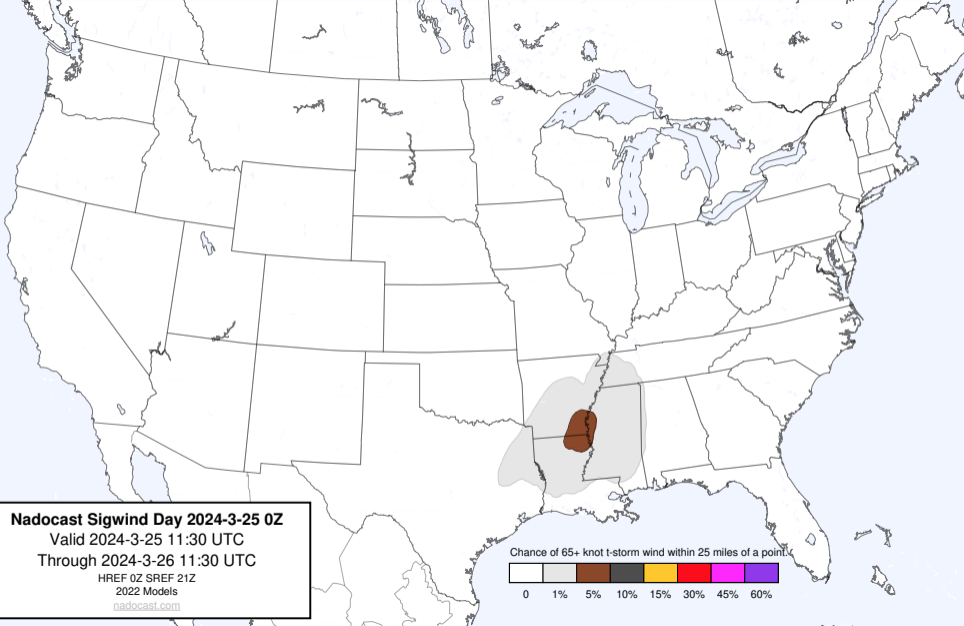 Nadocast Sigwind Day 2024-3-25 0Z
Valid 2024-3-25 11:30 UTC
Through 2024-3-26 11:30 UTC
HREF 0Z SREF 21Z
2022 Models
nadocast.com
Chance of 65+ knot t-storm wind within 25 miles of a point.
0 1% 5% 10% 15% 30% 45% 60%